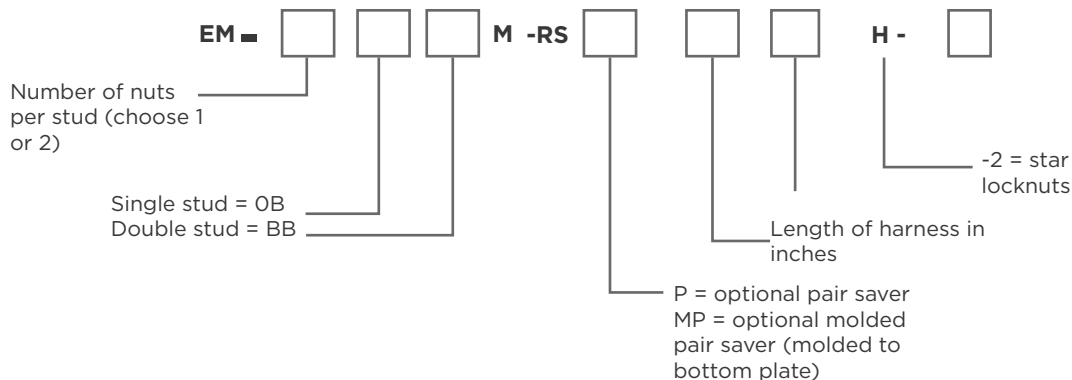 EM- M -RS H -
Number of nuts
per stud (choose 1
or 2)
-2 = star
locknuts
Single stud = 0B
Double stud = BB
Length of harness in
inches
P = optional pair saver
MP = optional molded
pair saver (molded to
bottom plate)